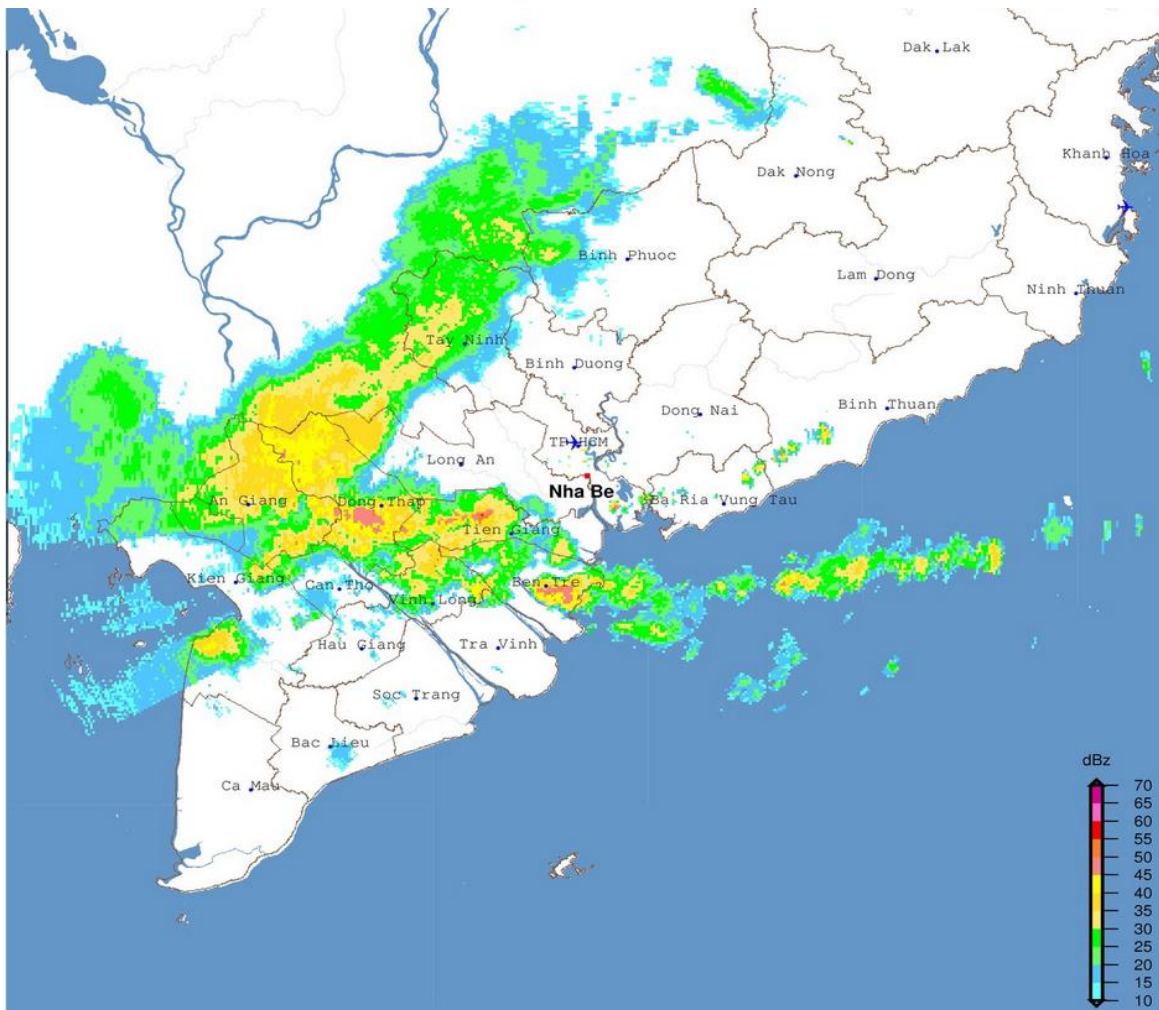 Dak Lak
Khanh Hoa
Dak Nong
Binh Phuoc
Lam Dong
Ninh Thuan
Tay Ninh
Binh Duong
Dong Nai
Binh Thuan
TP HCM
Long An
Nha Be
An Giang
Dong Thap
Ba Ria Vung Tau
Tien Giang
Kien Giang
Can Tho
Ben Tre
Vinh Long
Hau Giang
Tra Vinh
Soc Trang
Bac Lieu
Ca Mau
dBz
70
65
60
55
50
45
40
35
30
20
15
10